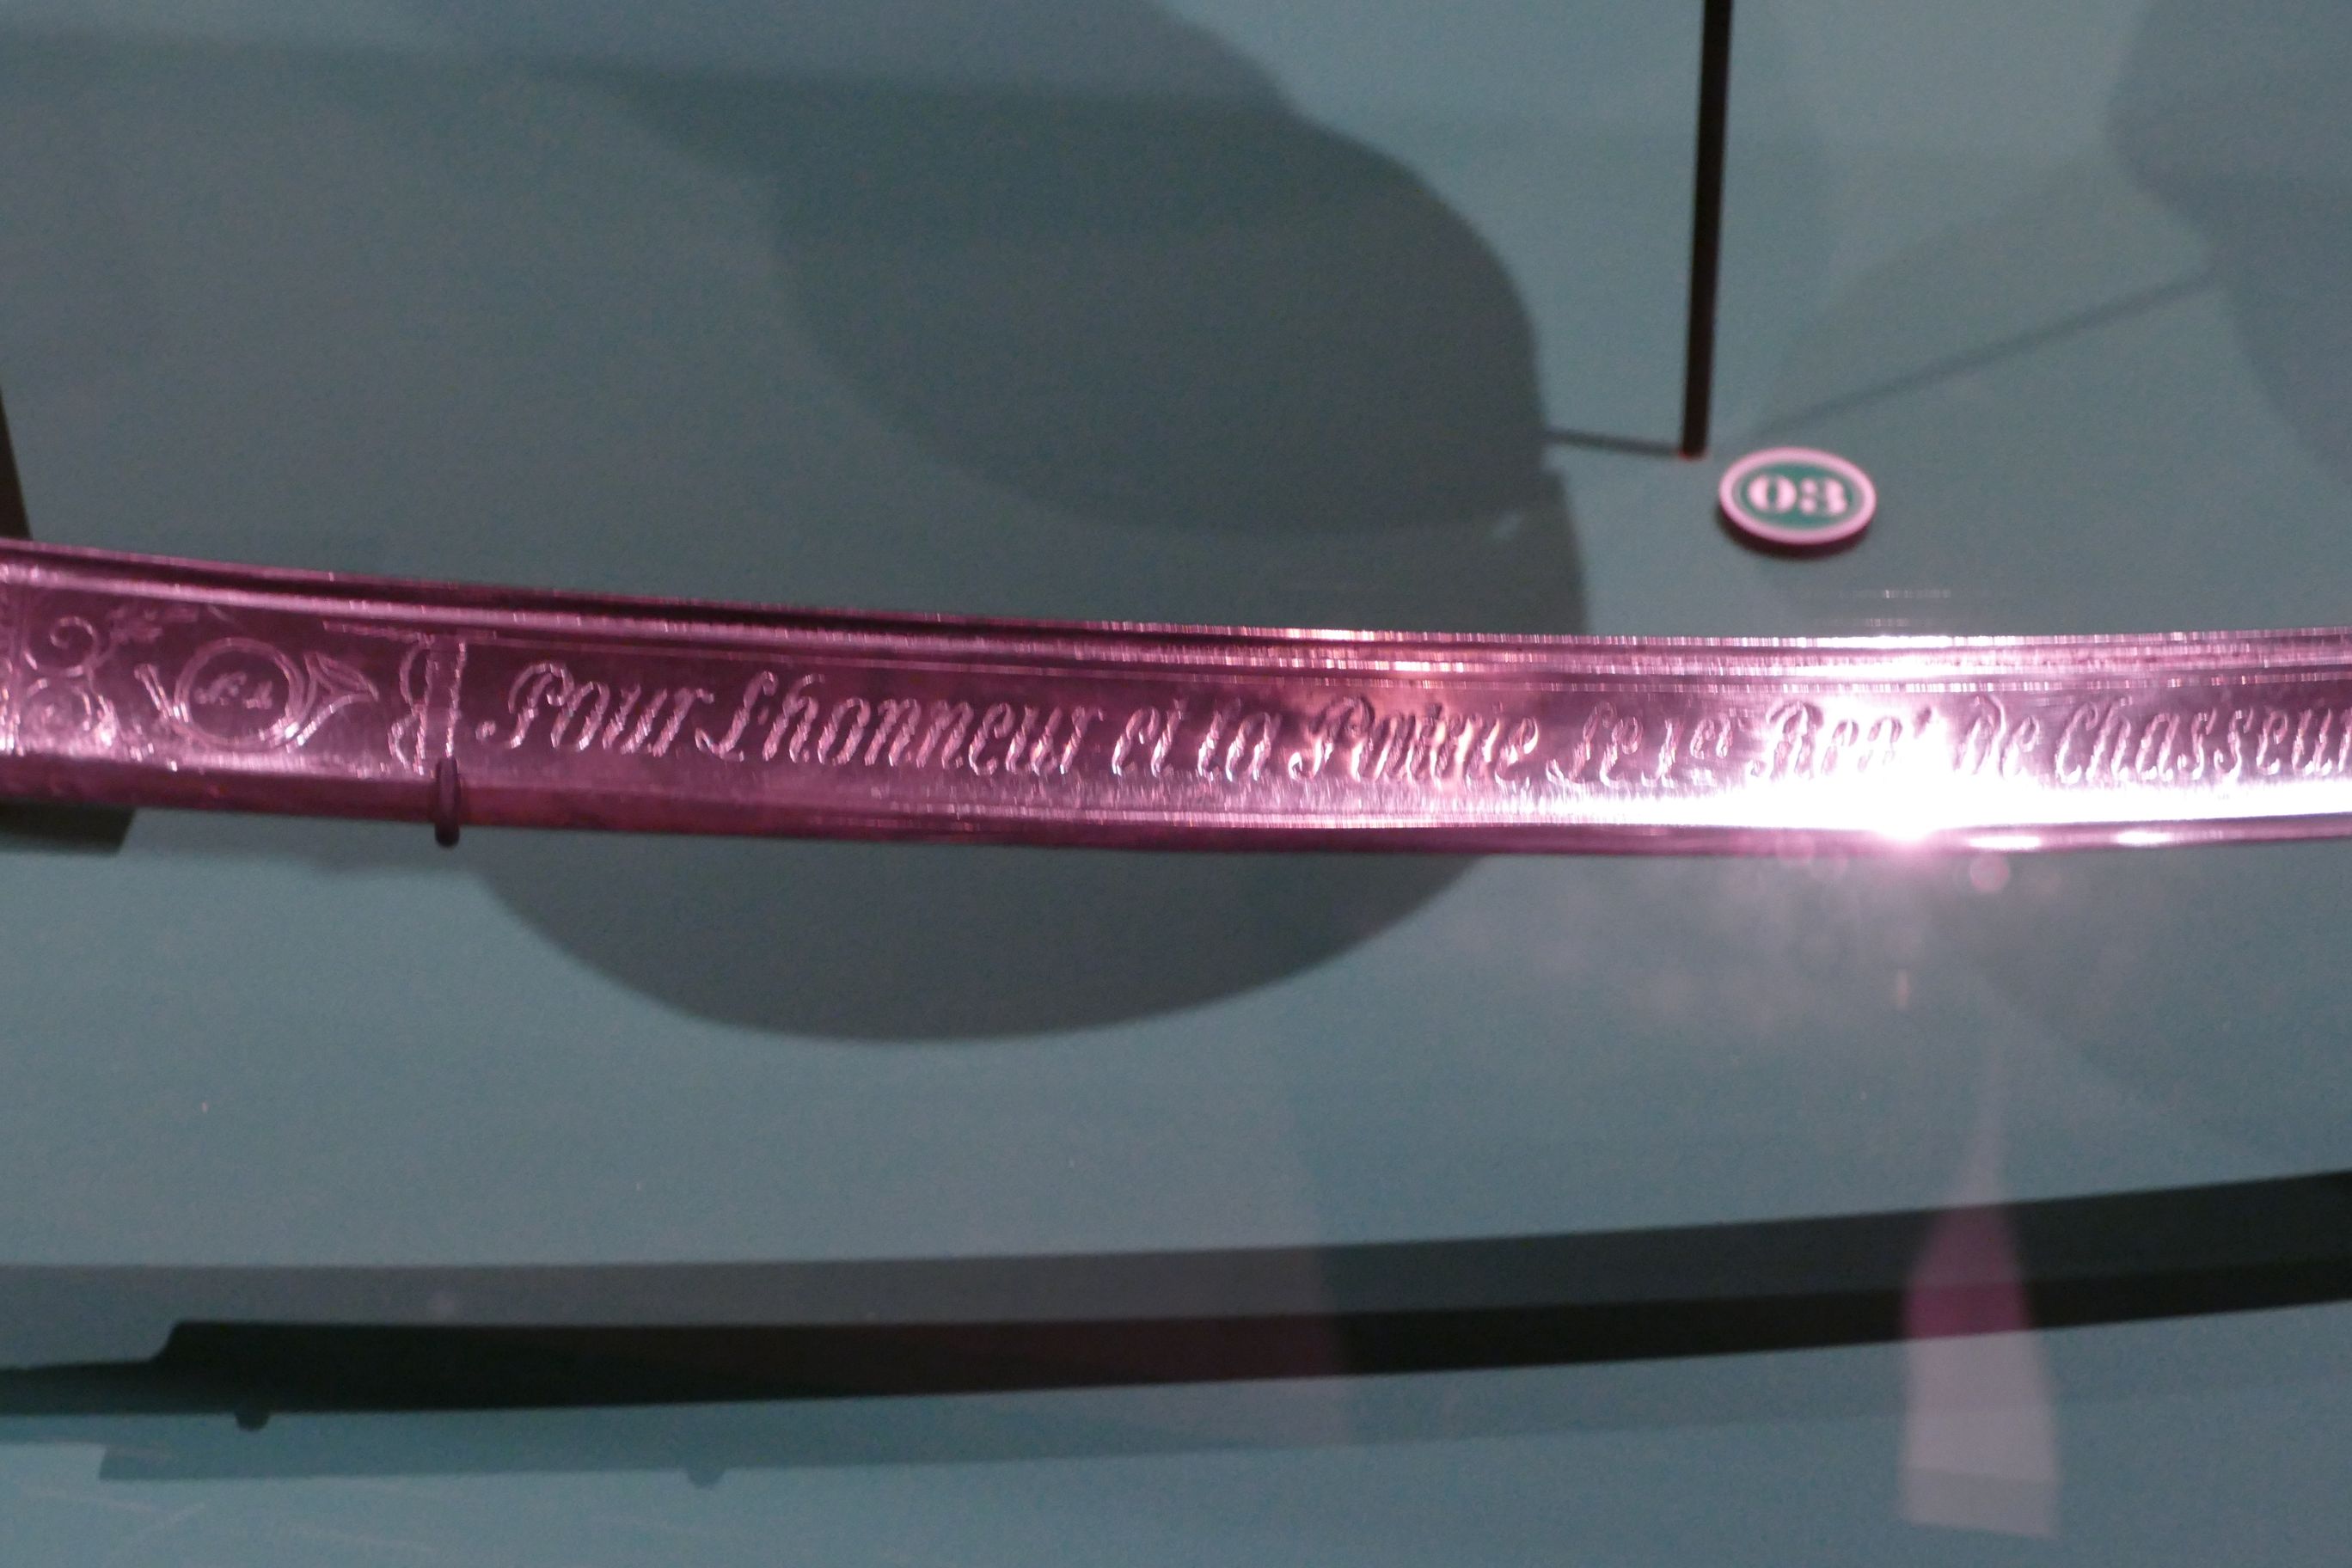 03
Pour L'honneur et la Patrie Le 1er Regt De Chasseur